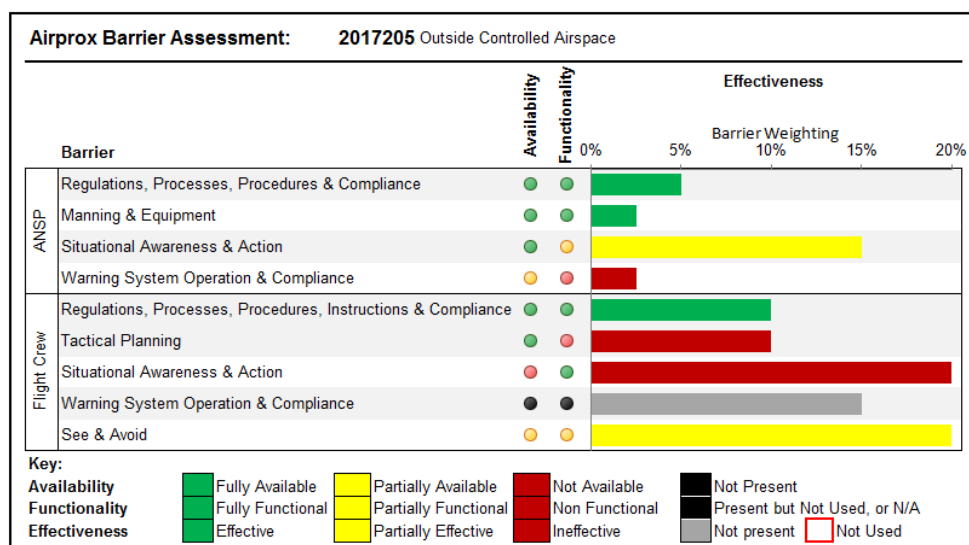 Airprox Barrier Assessment: 2017205 Outside Controlled Airspace
Availability
Functionality
Effectiveness
Barrier Weighting
Barrier
0% 5% 10% 15% 20%
ANSP
Regulations, Processes, Procedures & Compliance
Manning & Equipment
Situational Awareness & Action
Warning System Operation & Compliance
Flight Crew
Regulations, Processes, Procedures, Instructions & Compliance
Tactical Planning
Situational Awareness & Action
Warning System Operation & Compliance
See & Avoid
Key:
Availability Fully Available Partially Available Not Available Not Present
Functionality Fully Functional Partially Functional Non Functional Present but Not Used, or N/A
Effectiveness Effective Partially Effective Ineffective Not present Not Used